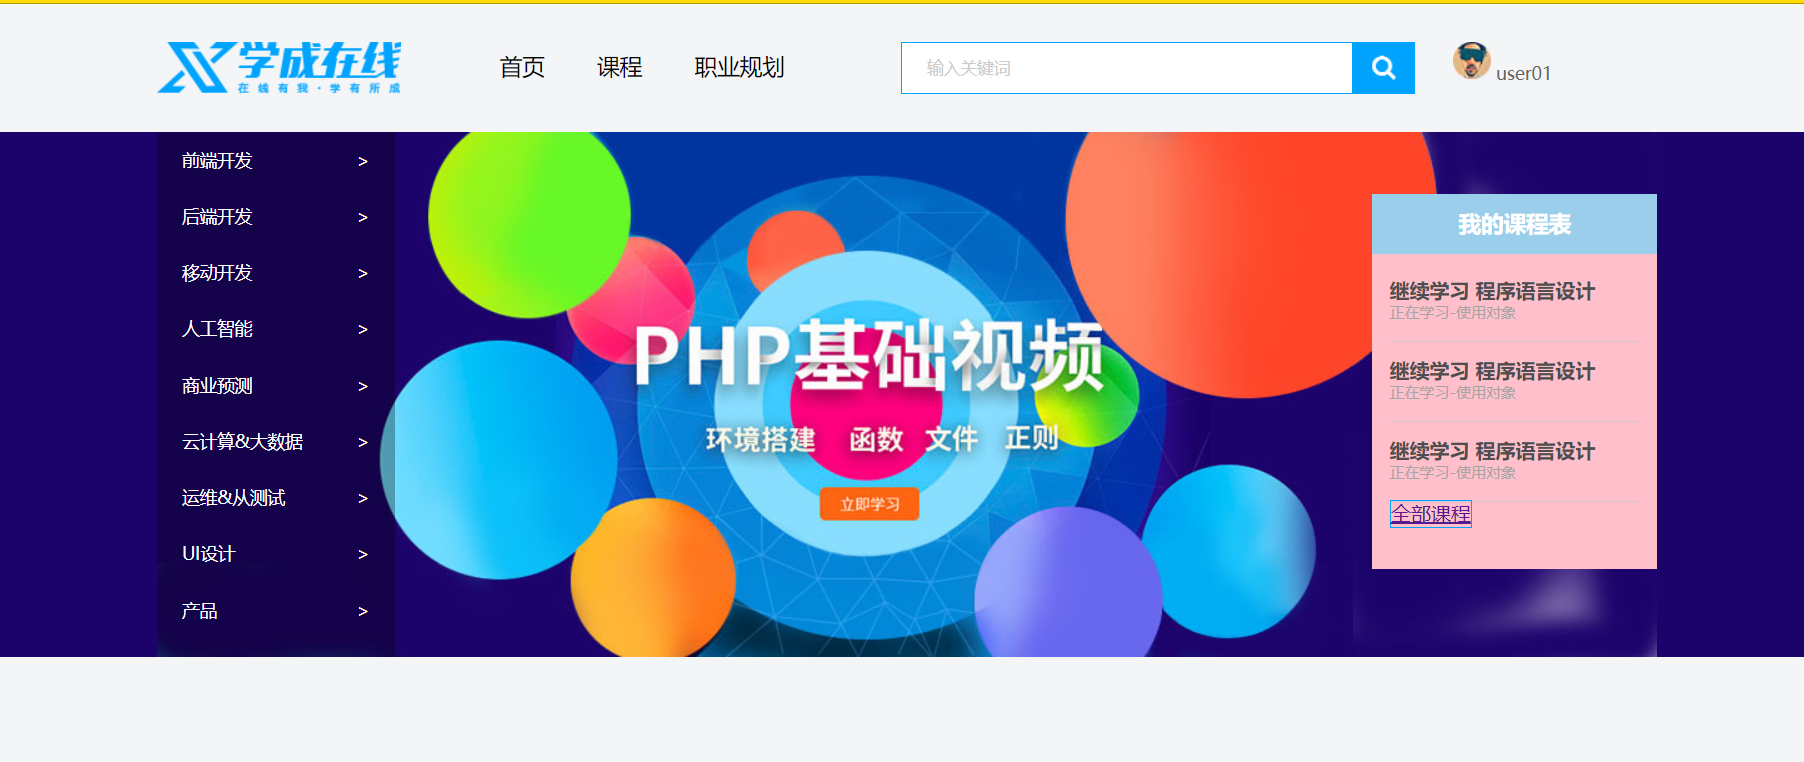 学成在线
在线有我·学有所成
首页 课程 职业规划
输入关键词
user01
前端开发 >
后端开发 >
移动开发 >
人工智能 >
商业预测 >
云计算&大数据 >
运维&从测试 >
UI设计 >
产品 >
PHP基础视频
环境搭建 函数 文件 正则
立即学习
我的课程表
继续学习 程序语言设计
正在学习-使用对象
继续学习 程序语言设计
正在学习-使用对象
继续学习 程序语言设计
正在学习-使用对象
全部课程